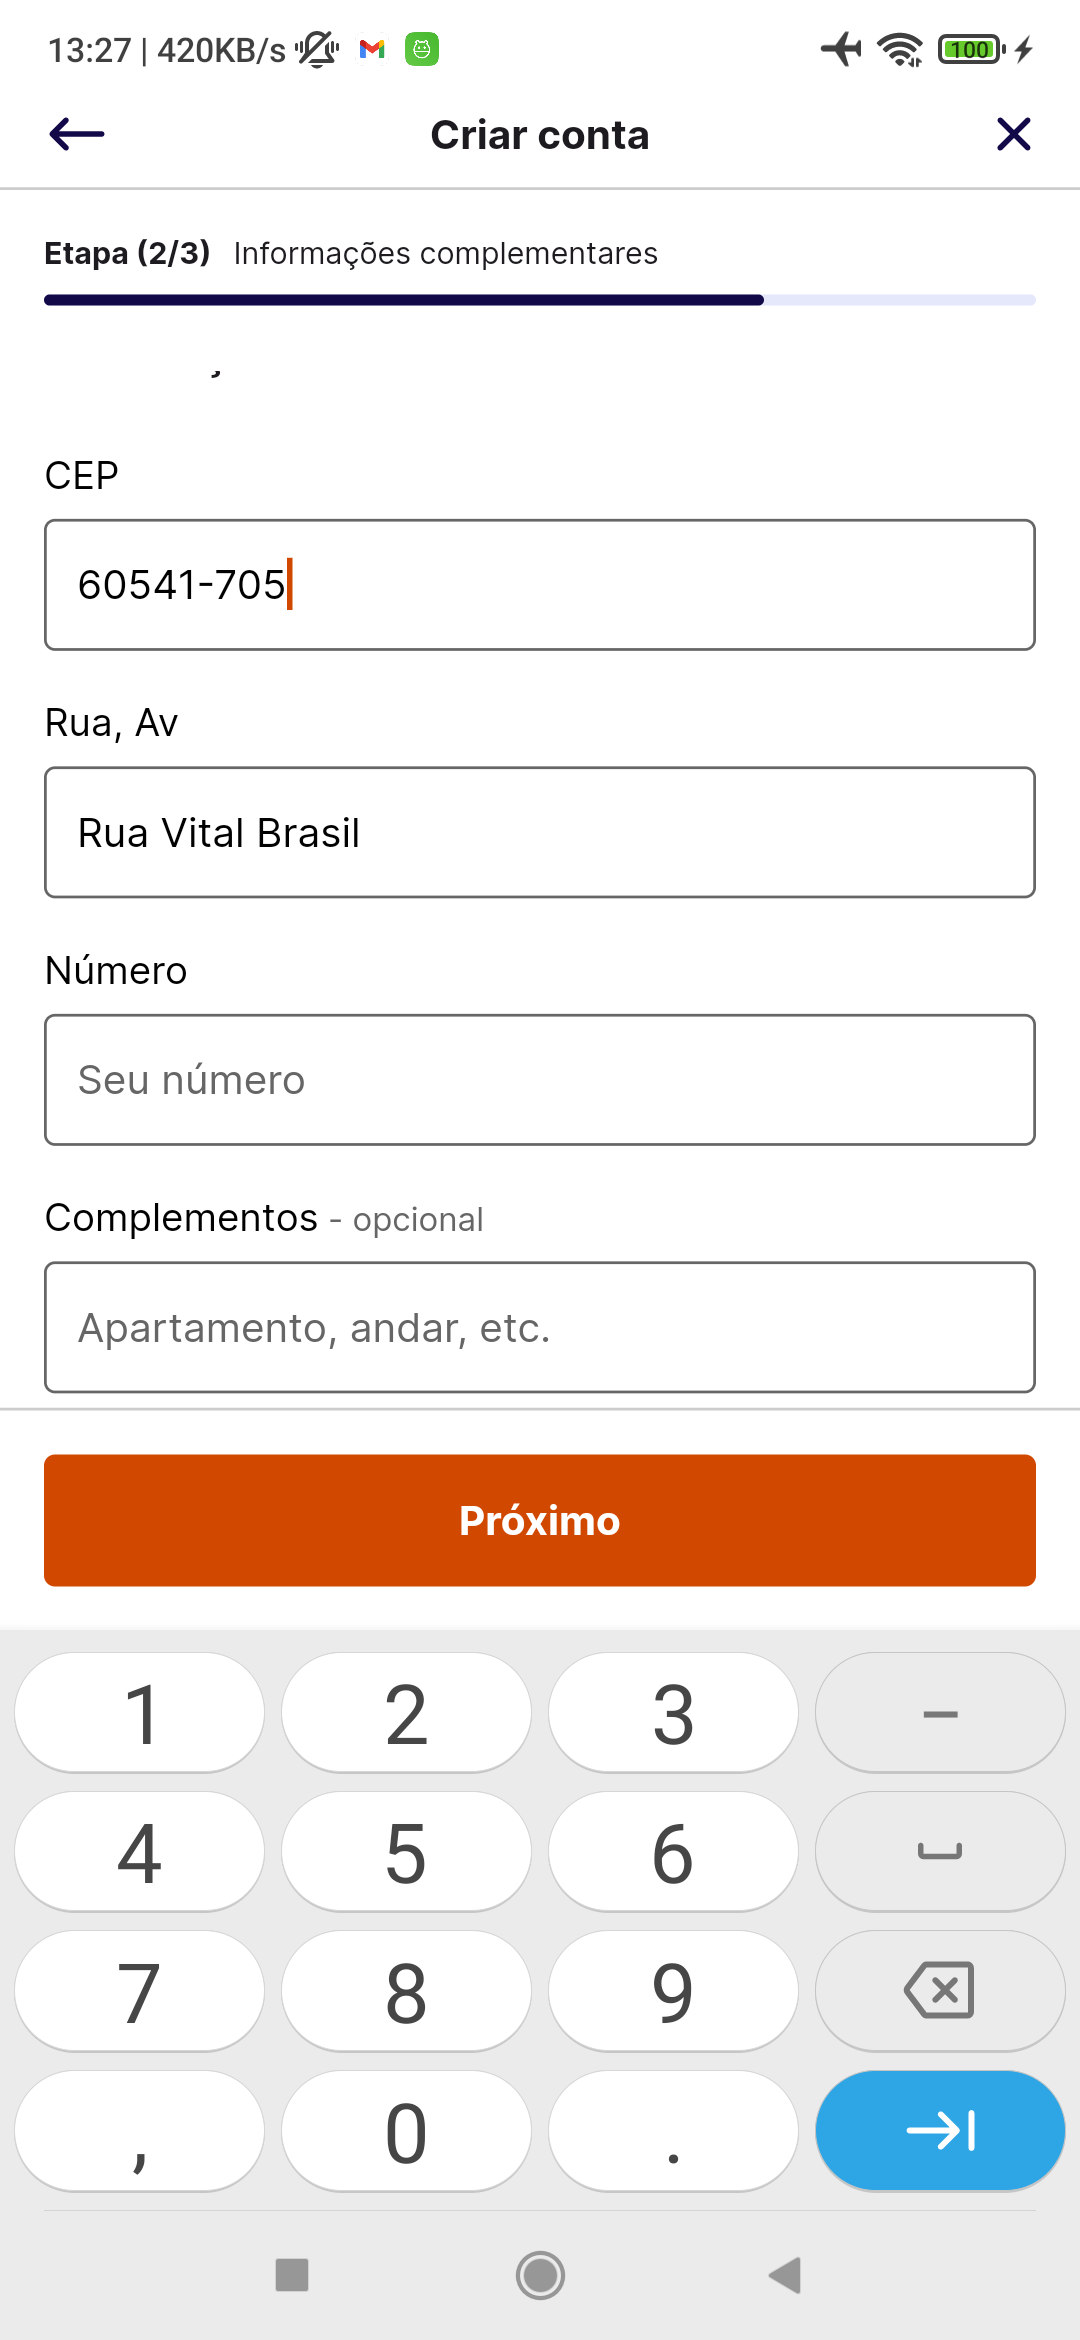 13:27 | 420KB/s 100
Criar conta
Etapa (2/3) Informações complementares
CEP
60541-705
Rua, Av
Rua Vital Brasil
Número
Seu número
Complementos - opcional
Apartamento, andar, etc.
Próximo
1 2 3 –
4 5 6
7 8 9
, 0 .